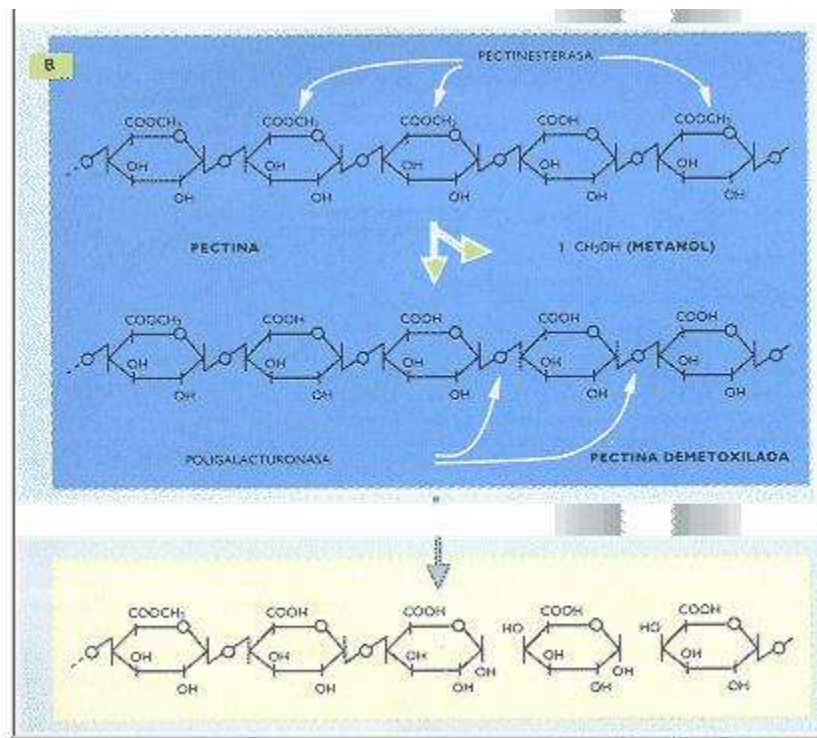 B
PECTINESTERASA
COOCH₃ COOCH₃ COOCH₃ COOH COOCH₃
OH OH OH OH OH
OH OH OH OH OH
PECTINA
CH₃OH (METANOL)
COOCH₃ COOH COOH COOH COOH
OH OH OH OH OH
OH OH OH OH OH
POLIGALACTURONASA
PECTINA DEMETOXILADA
COOCH₃ COOH COOH COOH COOH
HO HO
OH OH OH OH OH
OH OH
OH OH OH OH OH